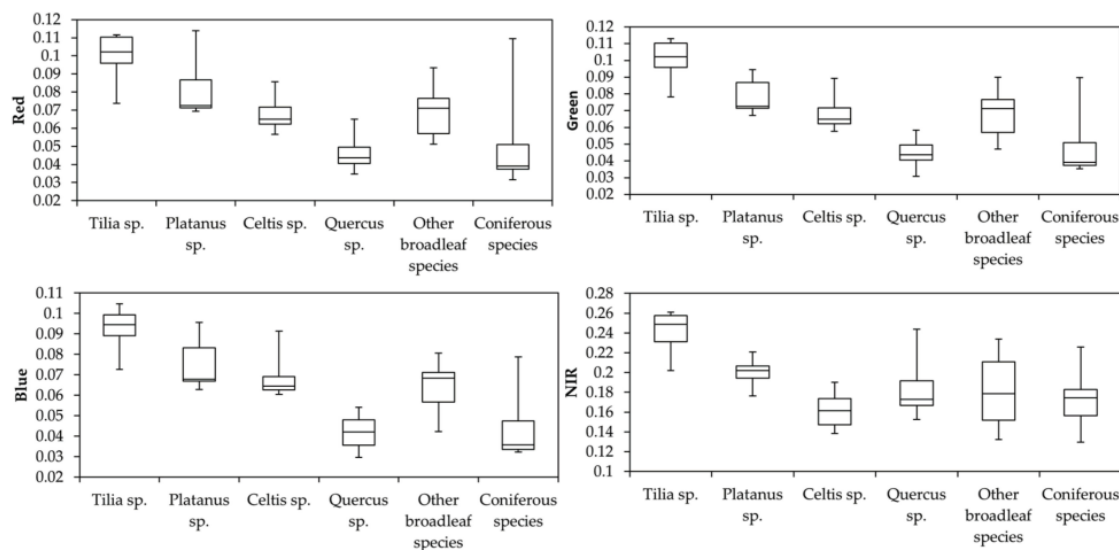 Red
0.12
0.11
0.1
0.09
0.08
0.07
0.06
0.05
0.04
0.03
0.02
Tilia sp.
Platanus
sp.
Celtis sp.
Quercus
sp.
Other
broadleaf
species
Coniferous
species
Green
0.12
0.11
0.1
0.09
0.08
0.07
0.06
0.05
0.04
0.03
0.02
Tilia sp.
Platanus
sp.
Celtis sp.
Quercus
sp.
Other
broadleaf
species
Coniferous
species
Blue
0.11
0.1
0.09
0.08
0.07
0.06
0.05
0.04
0.03
0.02
Tilia sp.
Platanus
sp.
Celtis sp.
Quercus
sp.
Other
broadleaf
species
Coniferous
species
NIR
0.28
0.26
0.24
0.22
0.2
0.18
0.16
0.14
0.12
0.1
Tilia sp.
Platanus
sp.
Celtis sp.
Quercus
sp.
Other
broadleaf
species
Coniferous
species